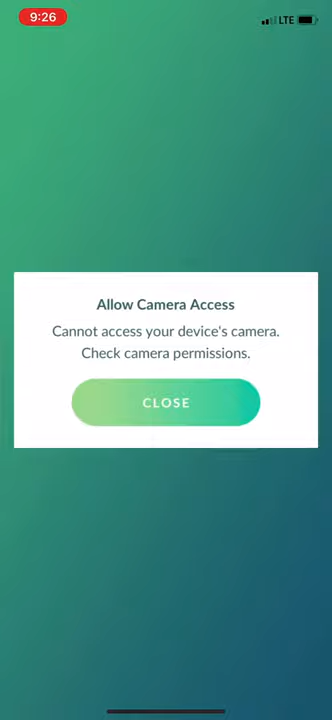 9:26
LTE
Allow Camera Access
Cannot access your device's camera.
Check camera permissions.
CLOSE